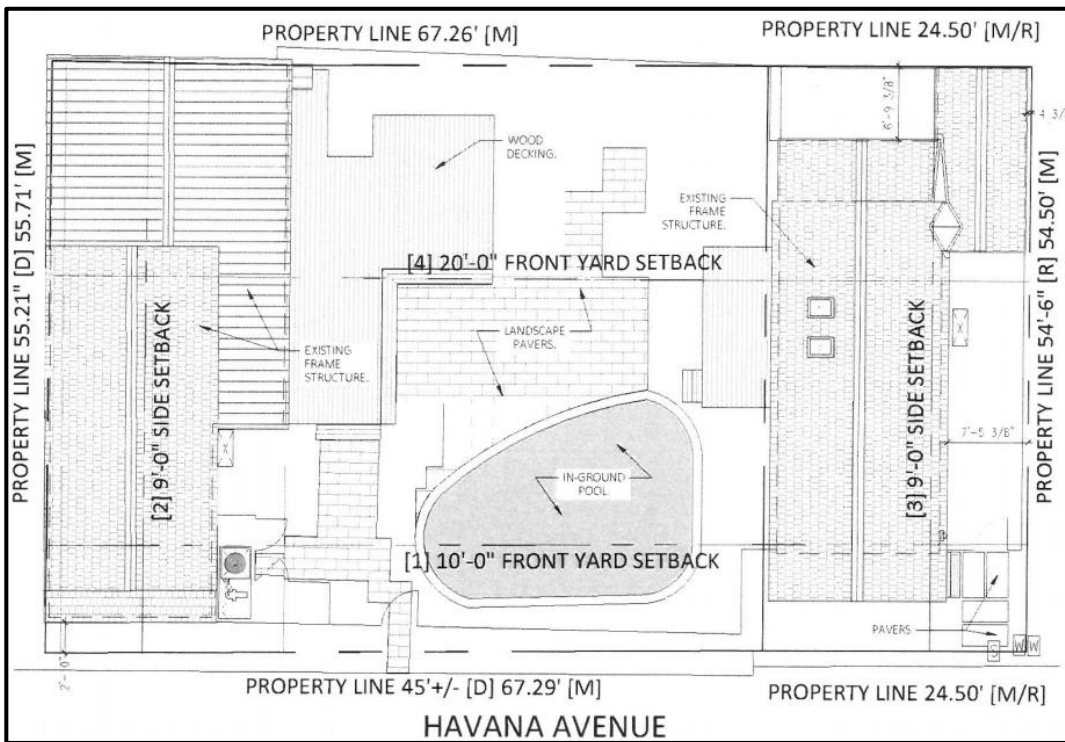 PROPERTY LINE 67.26' [M]
PROPERTY LINE 24.50' [M/R]
6'-9 3/8"
WOOD
DECKING.
EXISTING
FRAME
STRUCTURE.
PROPERTY LINE 55.21" [D] 55.71' [M]
[4] 20'-0" FRONT YARD SETBACK
PROPERTY LINE 54'-6" [R] 54.50' [M]
[2] 9'-0" SIDE SETBACK
EXISTING
FRAME
STRUCTURE.
LANDSCAPE
PAVERS.
X
X
[3] 9'-0" SIDE SETBACK
7'-5 3/8"
IN-GROUND
POOL
[1] 10'-0" FRONT YARD SETBACK
PAVERS
S
W W
2'-0"
PROPERTY LINE 45'+/- [D] 67.29' [M]
PROPERTY LINE 24.50' [M/R]
HAVANA AVENUE